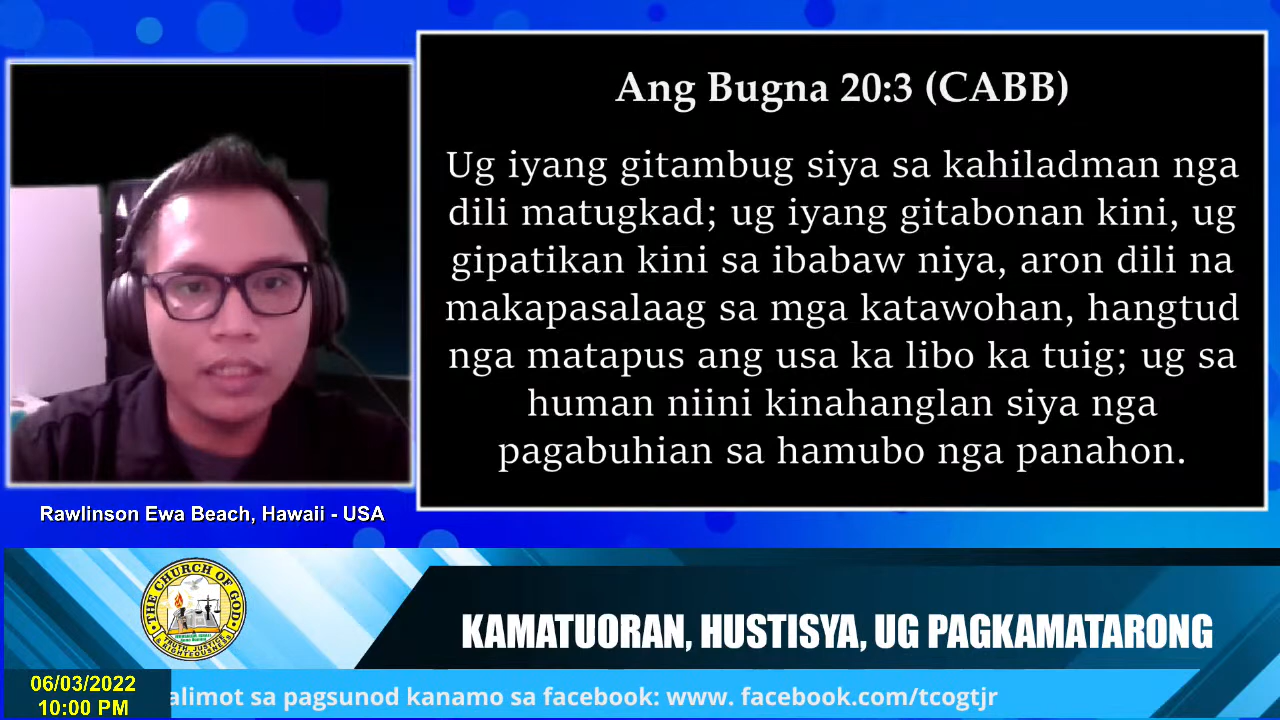 Ang Bugna 20:3 (CABB)
Ug iyang gitambug siya sa kahiladman nga
dili matugkad; ug iyang gitabonan kini, ug
gipatikan kini sa ibabaw niya, aron dili na
makapasalaag sa mga katawohan, hangtud
nga matapus ang usa ka libo ka tuig; ug sa
human niini kinahanglan siya nga
pagabuhian sa hamubo nga panahon.
Rawlinson Ewa Beach, Hawaii - USA
THE CHURCH OF GOD
TRUTH, JUSTICE
RIGHTEOUSNESS
KAMATUORAN, HUSTISYA, UG PAGKAMATARONG
06/03/2022
10:00 PM
alimot sa pagsunod kanamo sa facebook: www. facebook.com/tcogtjr